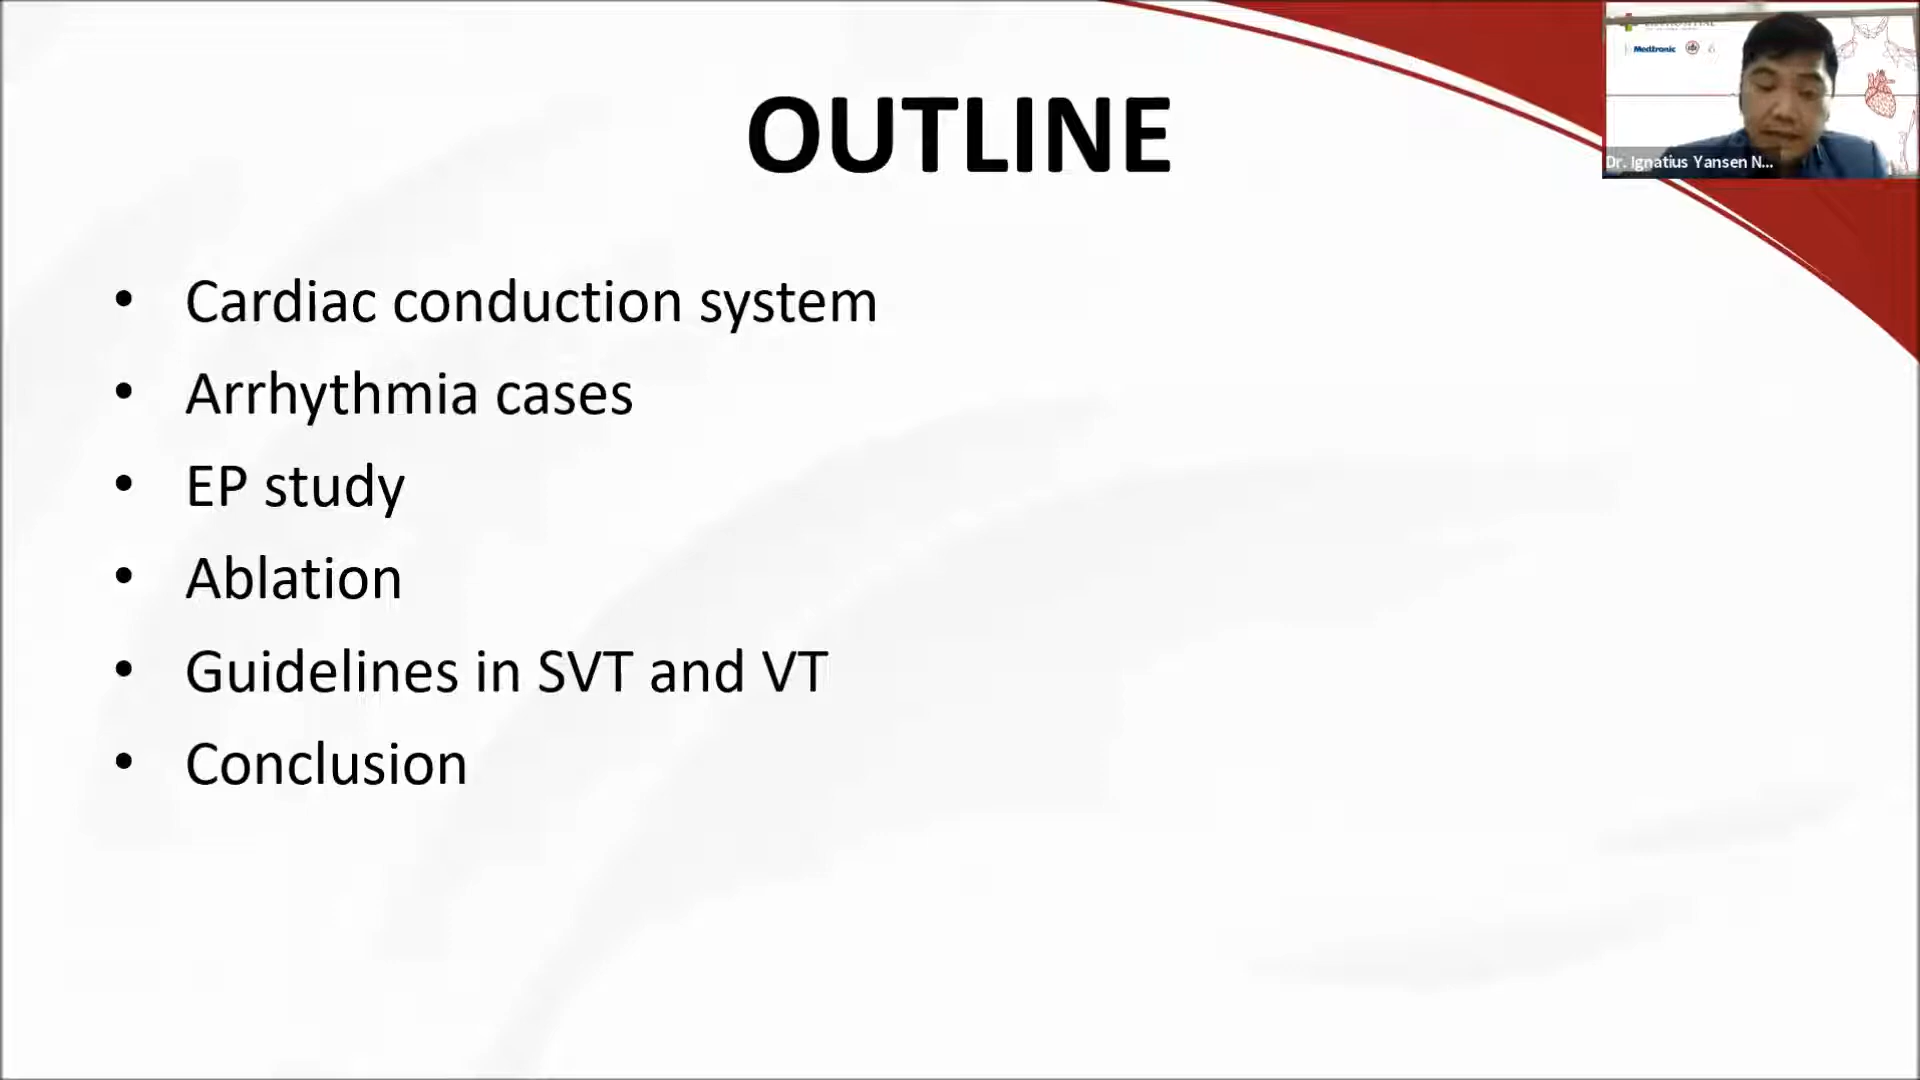 OUTLINE
Medtronic
Dr. Ignatius Yansen N...
• Cardiac conduction system
• Arrhythmia cases
• EP study
• Ablation
• Guidelines in SVT and VT
• Conclusion